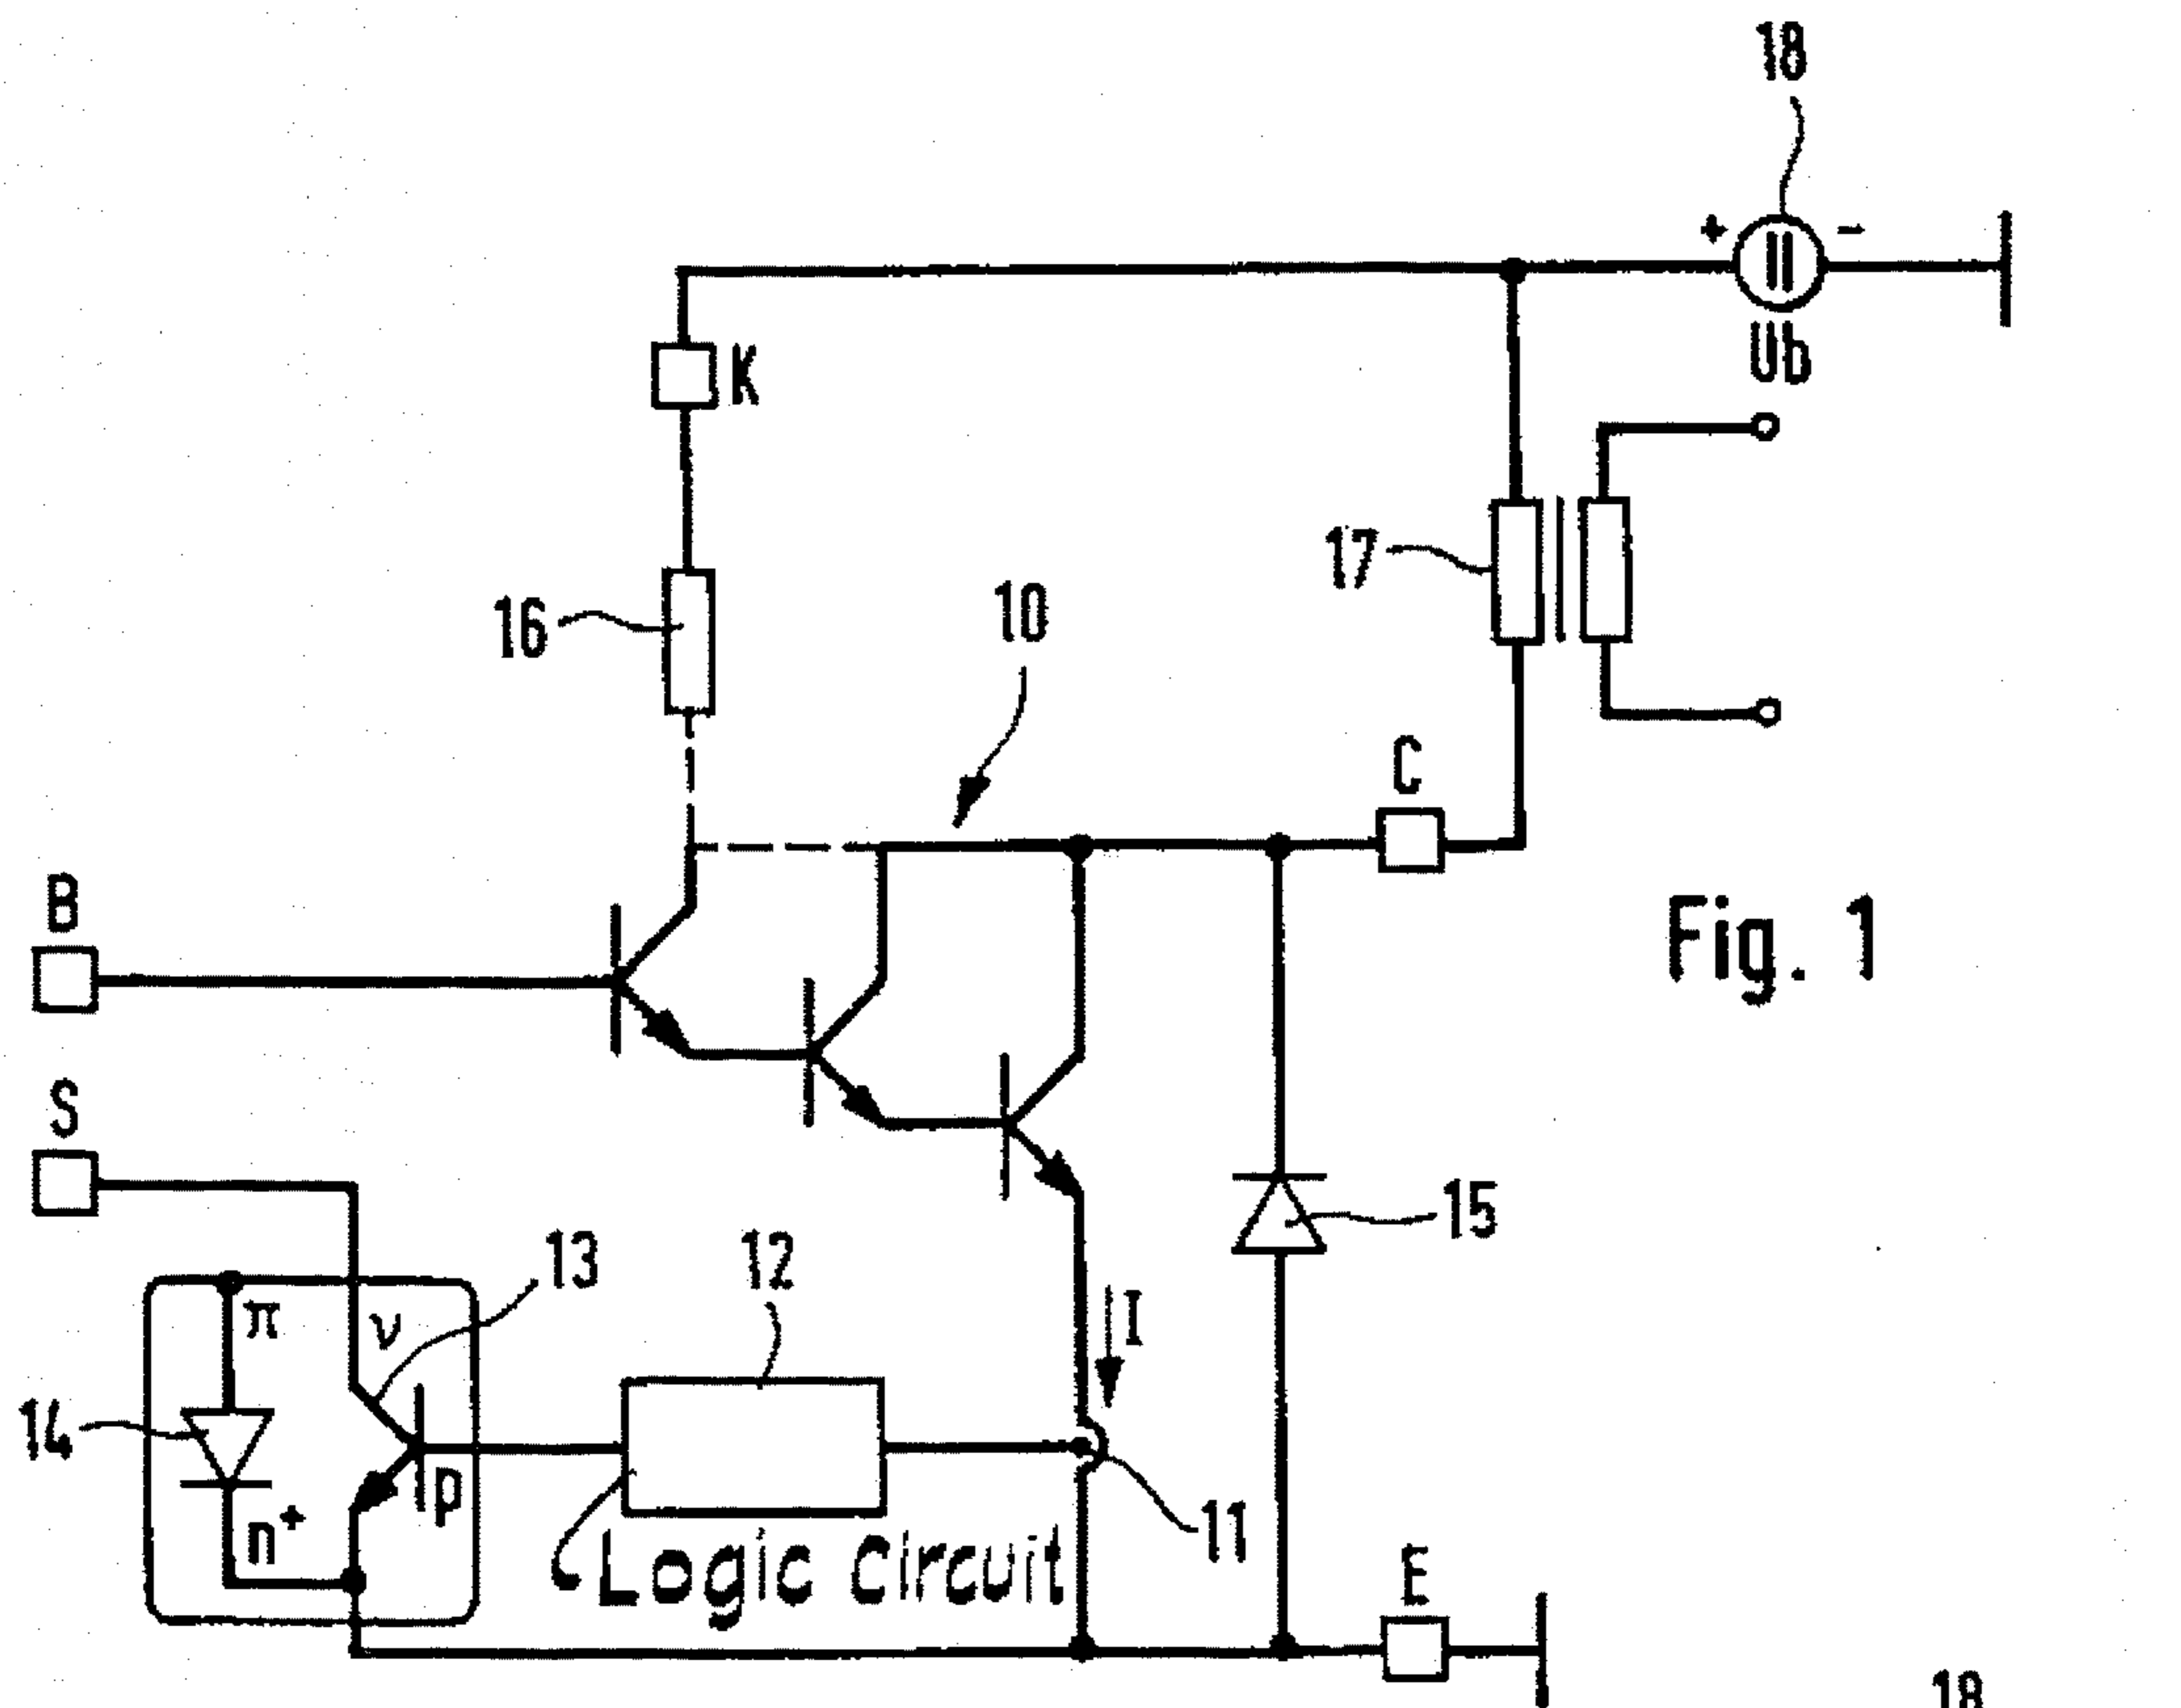 18
+ -
Ub
K
17
16
10
C
B
Fig. 1
S
15
13
12
I
π
ν
14
p
n+
11
Logic Circuit
E
18